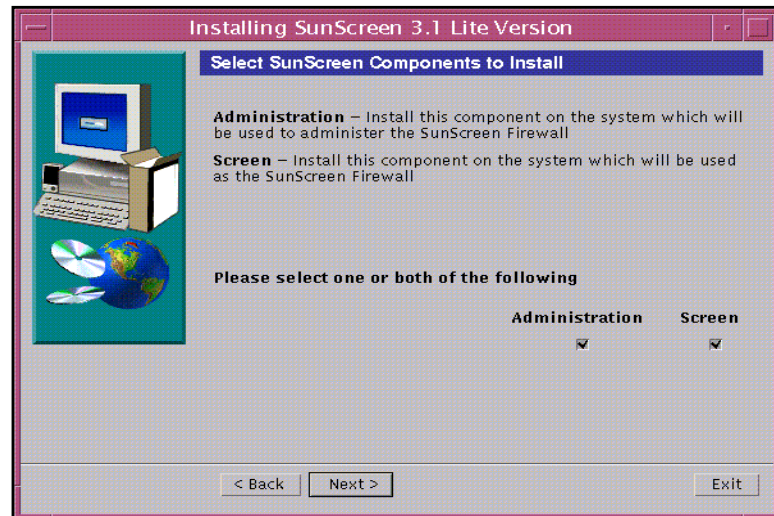 Installing SunScreen 3.1 Lite Version
Select SunScreen Components to Install
Administration – Install this component on the system which will
be used to administer the SunScreen Firewall
Screen – Install this component on the system which will be used
as the SunScreen Firewall
Please select one or both of the following
Administration Screen
< Back Next > Exit